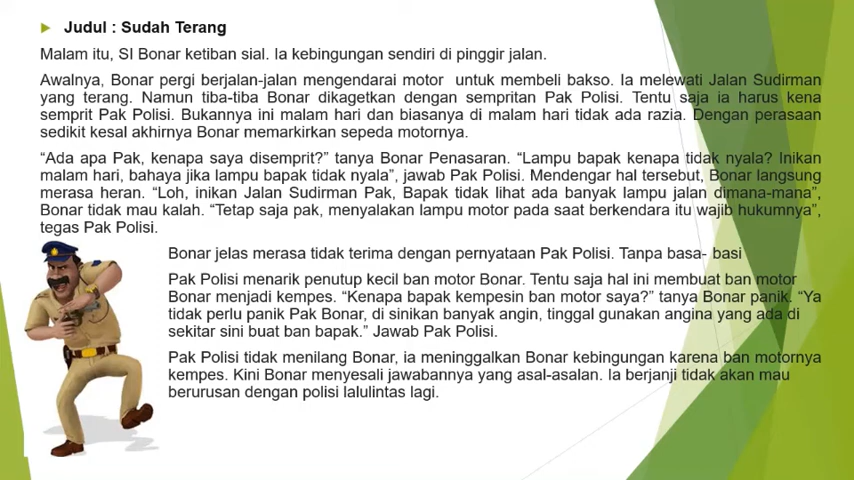 Judul : Sudah Terang
Malam itu, SI Bonar ketiban sial. Ia kebingungan sendiri di pinggir jalan.
Awalnya, Bonar pergi berjalan-jalan mengendarai motor untuk membeli bakso. Ia melewati Jalan Sudirman
yang terang. Namun tiba-tiba Bonar dikagetkan dengan sempritan Pak Polisi. Tentu saja ia harus kena
semprit Pak Polisi. Bukannya ini malam hari dan biasanya di malam hari tidak ada razia. Dengan perasaan
sedikit kesal akhirnya Bonar memarkirkan sepeda motornya.
“Ada apa Pak, kenapa saya disemprit?” tanya Bonar Penasaran. “Lampu bapak kenapa tidak nyala? Inikan
malam hari, bahaya jika lampu bapak tidak nyala”, jawab Pak Polisi. Mendengar hal tersebut, Bonar langsung
merasa heran. “Loh, inikan Jalan Sudirman Pak, Bapak tidak lihat ada banyak lampu jalan dimana-mana”,
Bonar tidak mau kalah. “Tetap saja pak, menyalakan lampu motor pada saat berkendara itu wajib hukumnya”,
tegas Pak Polisi.
Bonar jelas merasa tidak terima dengan pernyataan Pak Polisi. Tanpa basa- basi
Pak Polisi menarik penutup kecil ban motor Bonar. Tentu saja hal ini membuat ban motor
Bonar menjadi kempes. “Kenapa bapak kempesin ban motor saya?” tanya Bonar panik. “Ya
tidak perlu panik Pak Bonar, di sinikan banyak angin, tinggal gunakan angina yang ada di
sekitar sini buat ban bapak.” Jawab Pak Polisi.
Pak Polisi tidak menilang Bonar, ia meninggalkan Bonar kebingungan karena ban motornya
kempes. Kini Bonar menyesali jawabannya yang asal-asalan. Ia berjanji tidak akan mau
berurusan dengan polisi lalulintas lagi.